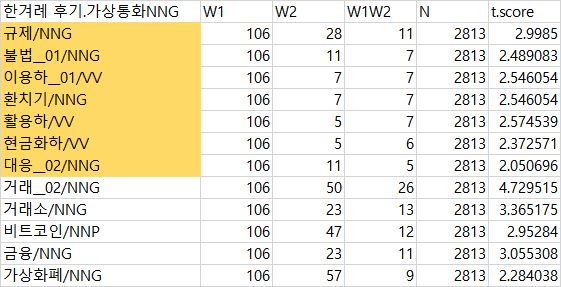 한겨레 후기.가상통화NNG W1 W2 W1W2 N t.score
규제/NNG 106 28 11 2813 2.9985
불법__01/NNG 106 11 7 2813 2.489083
이용하__01/VV 106 7 7 2813 2.546054
환치기/NNG 106 7 7 2813 2.546054
활용하/VV 106 5 7 2813 2.574539
현금화하/VV 106 5 6 2813 2.372571
대응__02/NNG 106 11 5 2813 2.050696
거래__02/NNG 106 50 26 2813 4.729515
거래소/NNG 106 23 13 2813 3.365175
비트코인/NNP 106 47 12 2813 2.95284
금융/NNG 106 23 11 2813 3.055308
가상화폐/NNG 106 57 9 2813 2.284038